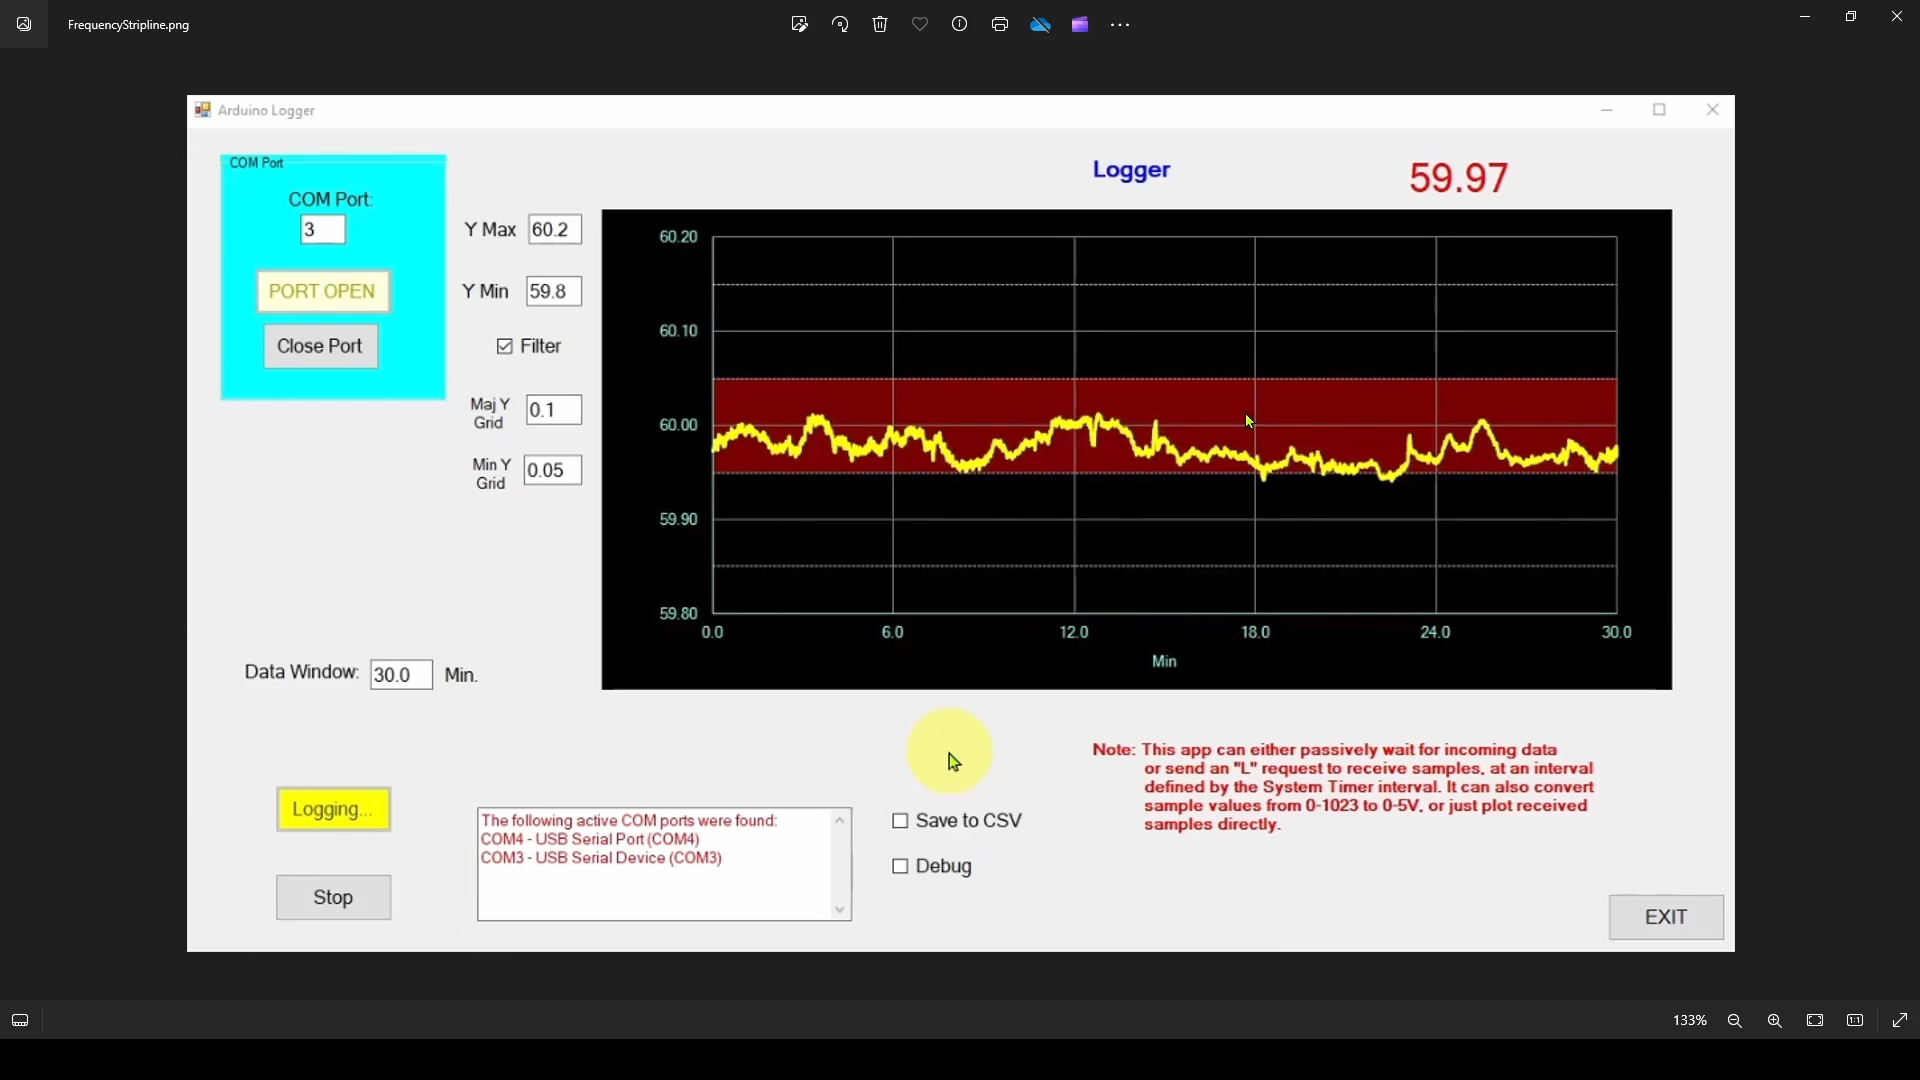 FrequencyStripline.png
Arduino Logger
COM Port
COM Port:
3
PORT OPEN
Close Port
Y Max 60.2
Y Min 59.8
Filter
Maj Y
Grid
0.1
Min Y
Grid
0.05
Logger
59.97
60.20
60.10
60.00
59.90
59.80
0.0 6.0 12.0 18.0 24.0 30.0
Min
Data Window: 30.0 Min.
Logging...
Stop
The following active COM ports were found:
COM4 - USB Serial Port (COM4)
COM3 - USB Serial Device (COM3)
Save to CSV
Debug
Note: This app can either passively wait for incoming data
or send an "L" request to receive samples, at an interval
defined by the System Timer interval. It can also convert
sample values from 0-1023 to 0-5V, or just plot received
samples directly.
EXIT
133%
1:1